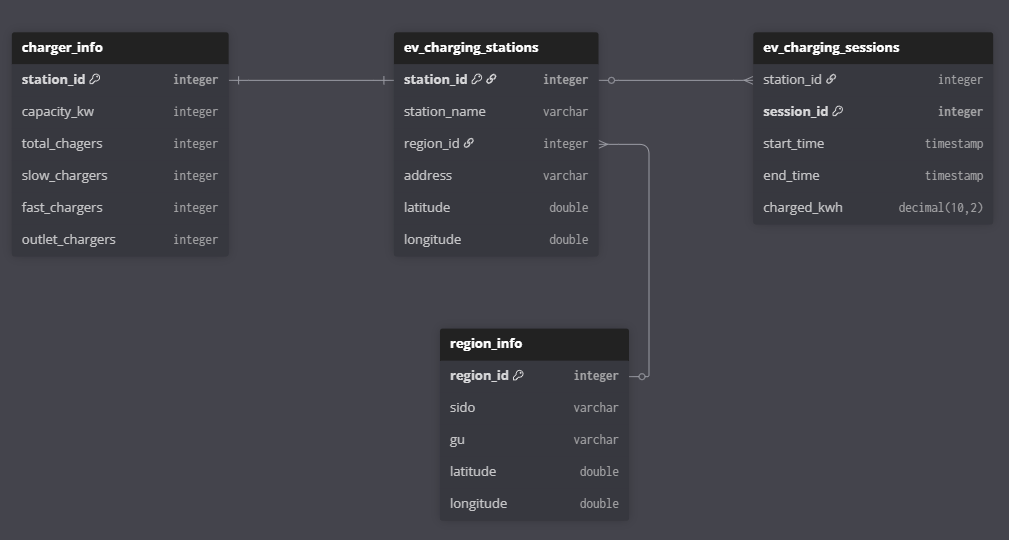 charger_info
station_id integer
capacity_kw integer
total_chagers integer
slow_chargers integer
fast_chargers integer
outlet_chargers integer
ev_charging_stations
station_id integer
station_name varchar
region_id integer
address varchar
latitude double
longitude double
ev_charging_sessions
station_id integer
session_id integer
start_time timestamp
end_time timestamp
charged_kwh decimal(10,2)
region_info
region_id integer
sido varchar
gu varchar
latitude double
longitude double